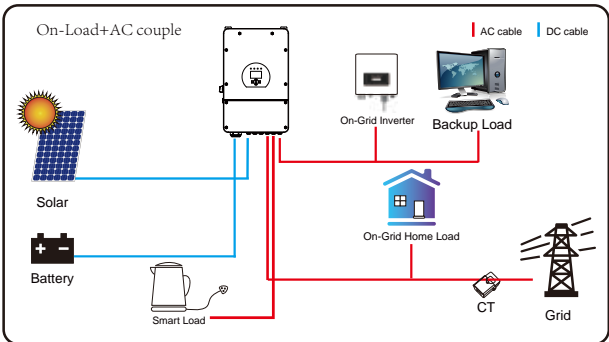 On-Load+AC couple
AC cable
DC cable
On-Grid Inverter
Backup Load
Solar
On-Grid Home Load
Battery
CT
Grid
Smart Load